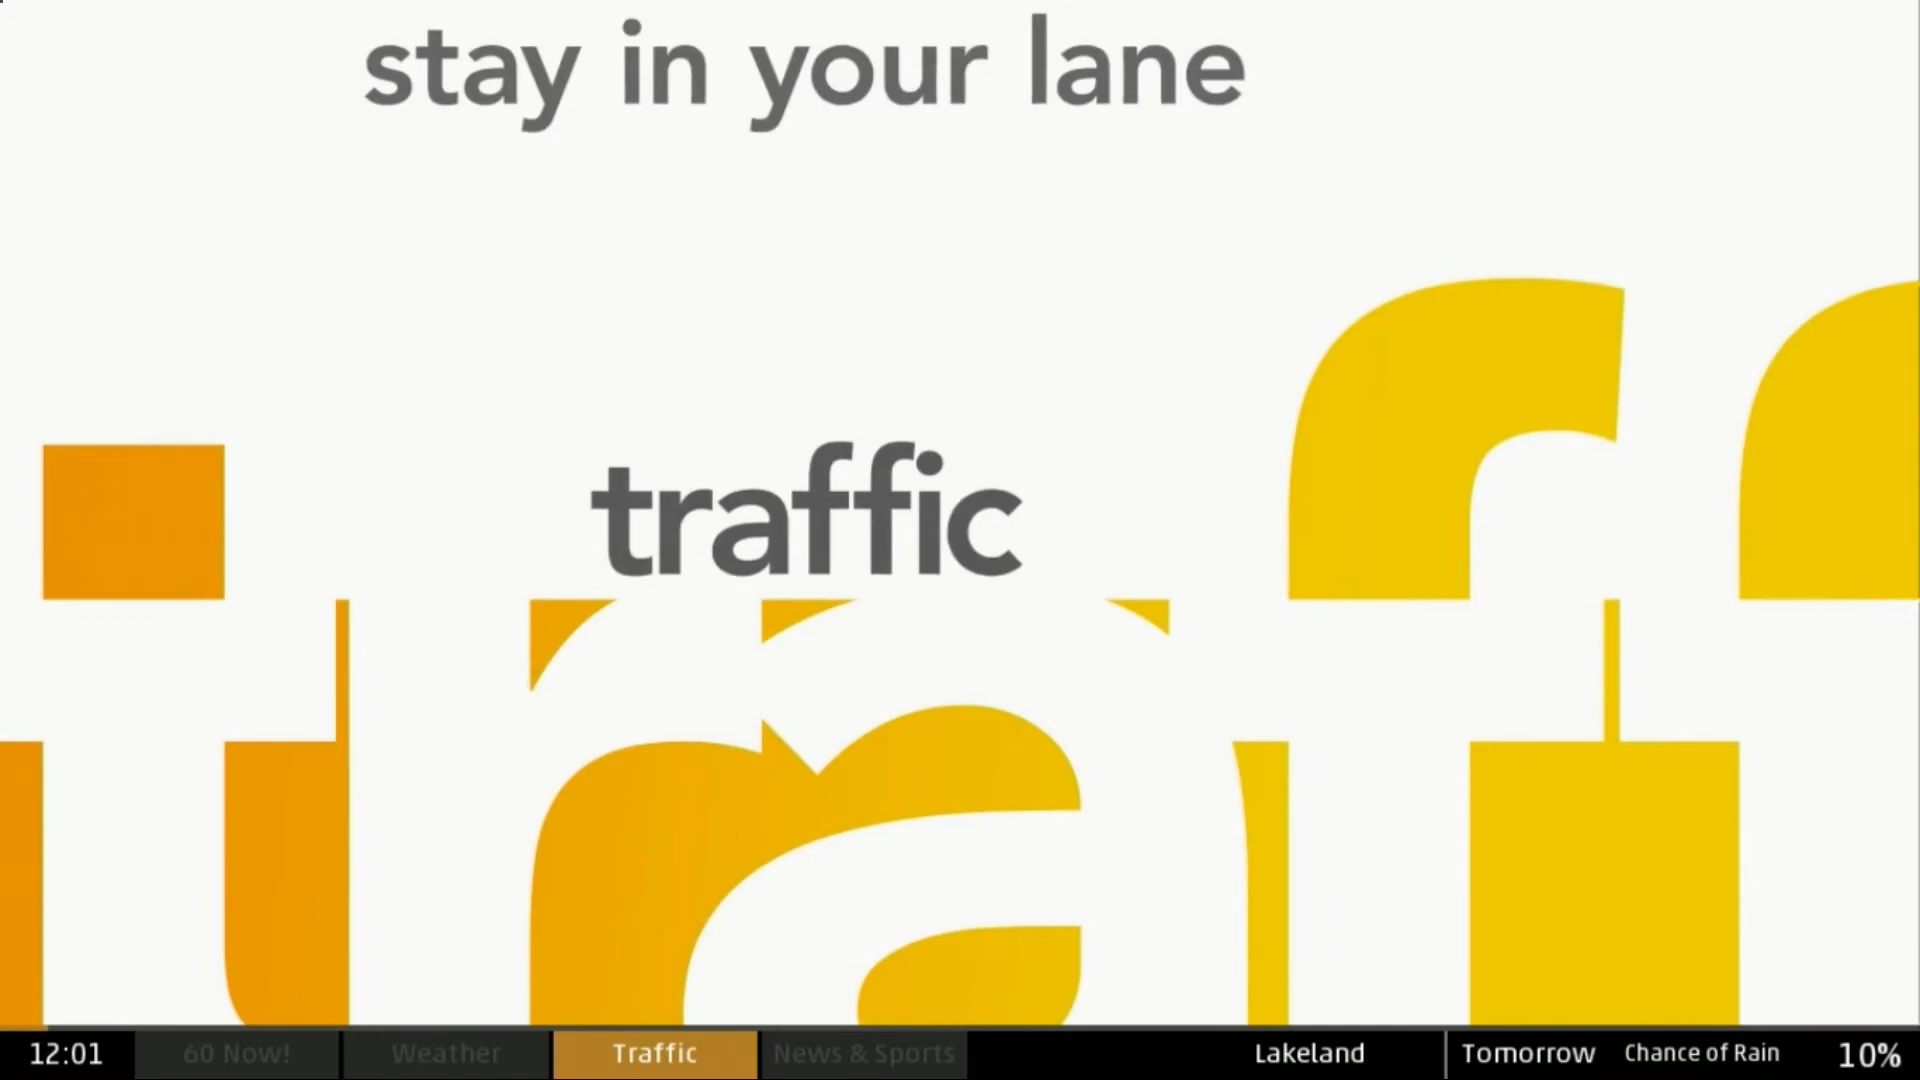 stay in your lane
traffic
traff
12:01 60 Now! Weather Traffic News & Sports Lakeland Tomorrow Chance of Rain 10%